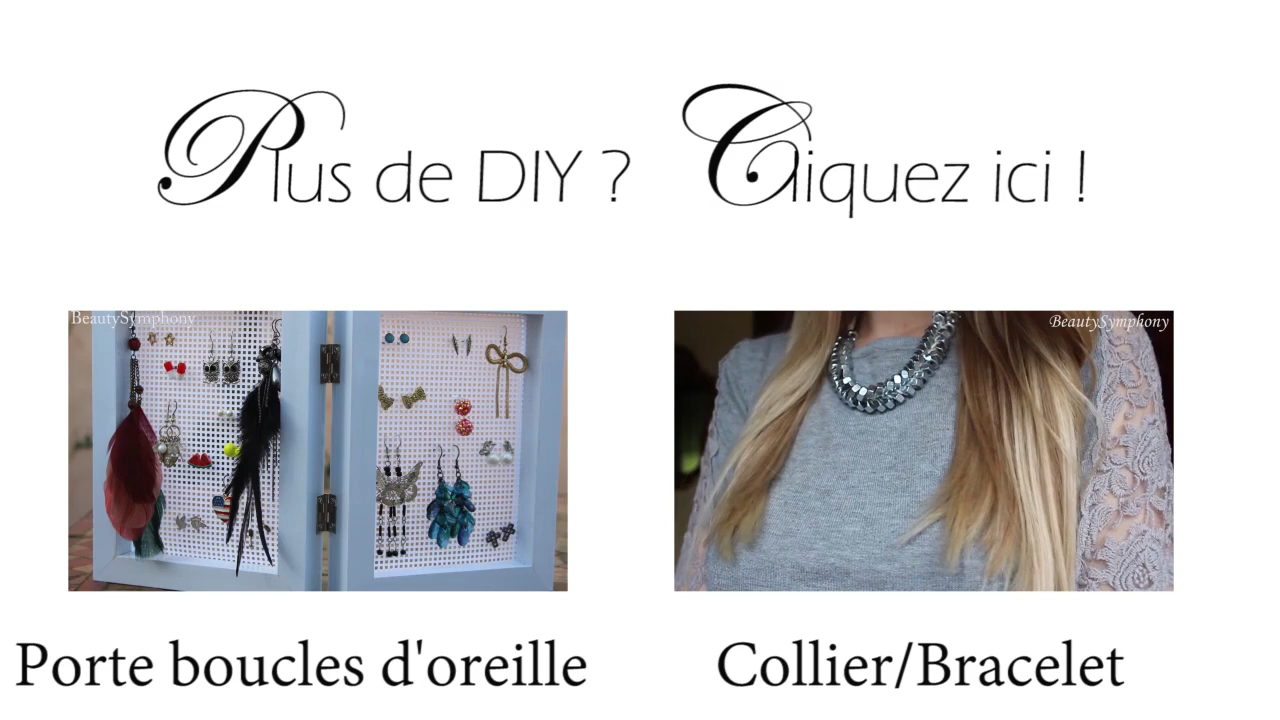 Plus de DIY ? Cliquez ici !
BeautySymphony
BeautySymphony
Porte boucles d'oreille
Collier/Bracelet